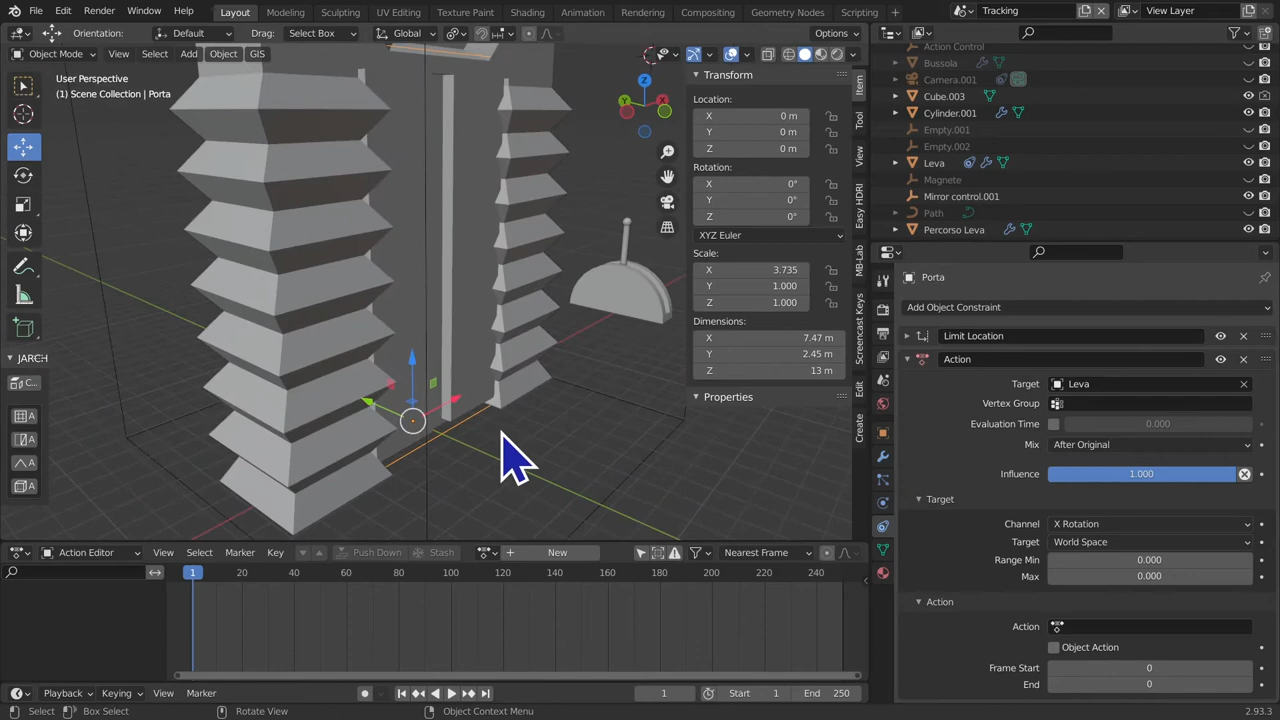 File Edit Render Window Help Layout Modeling Sculpting UV Editing Texture Paint Shading Animation Rendering Compositing Geometry Nodes Scripting + Tracking View Layer
Orientation: Default Drag: Select Box Global Options
Object Mode View Select Add Object GIS
User Perspective
(1) Scene Collection | Porta
Z
Y
X
JARCH
C...
A
A
A
A
Transform
Location:
X 0 m
Y 0 m
Z 0 m
Rotation:
X 0°
Y 0°
Z 0°
XYZ Euler
Scale:
X 3.735
Y 1.000
Z 1.000
Dimensions:
X 7.47 m
Y 2.45 m
Z 13 m
Properties
Item
Tool
View
Easy HDRI
MB-Lab
Screencast Keys
Edit
Create
Action Control
Bussola
Camera.001
Cube.003
Cylinder.001
Empty.001
Empty.002
Leva
Magnete
Mirror control.001
Path
Percorso Leva
Porta
Add Object Constraint
Limit Location
Action
Target Leva
Vertex Group
Evaluation Time 0.000
Mix After Original
Influence 1.000
Target
Channel X Rotation
Target World Space
Range Min 0.000
Max 0.000
Action
Action
Object Action
Frame Start 0
End 0
Action Editor View Select Marker Key Push Down Stash + New Nearest Frame
1 20 40 60 80 100 120 140 160 180 200 220 240
Playback Keying View Marker 1 Start 1 End 250
Select Box Select Rotate View Object Context Menu 2.93.3